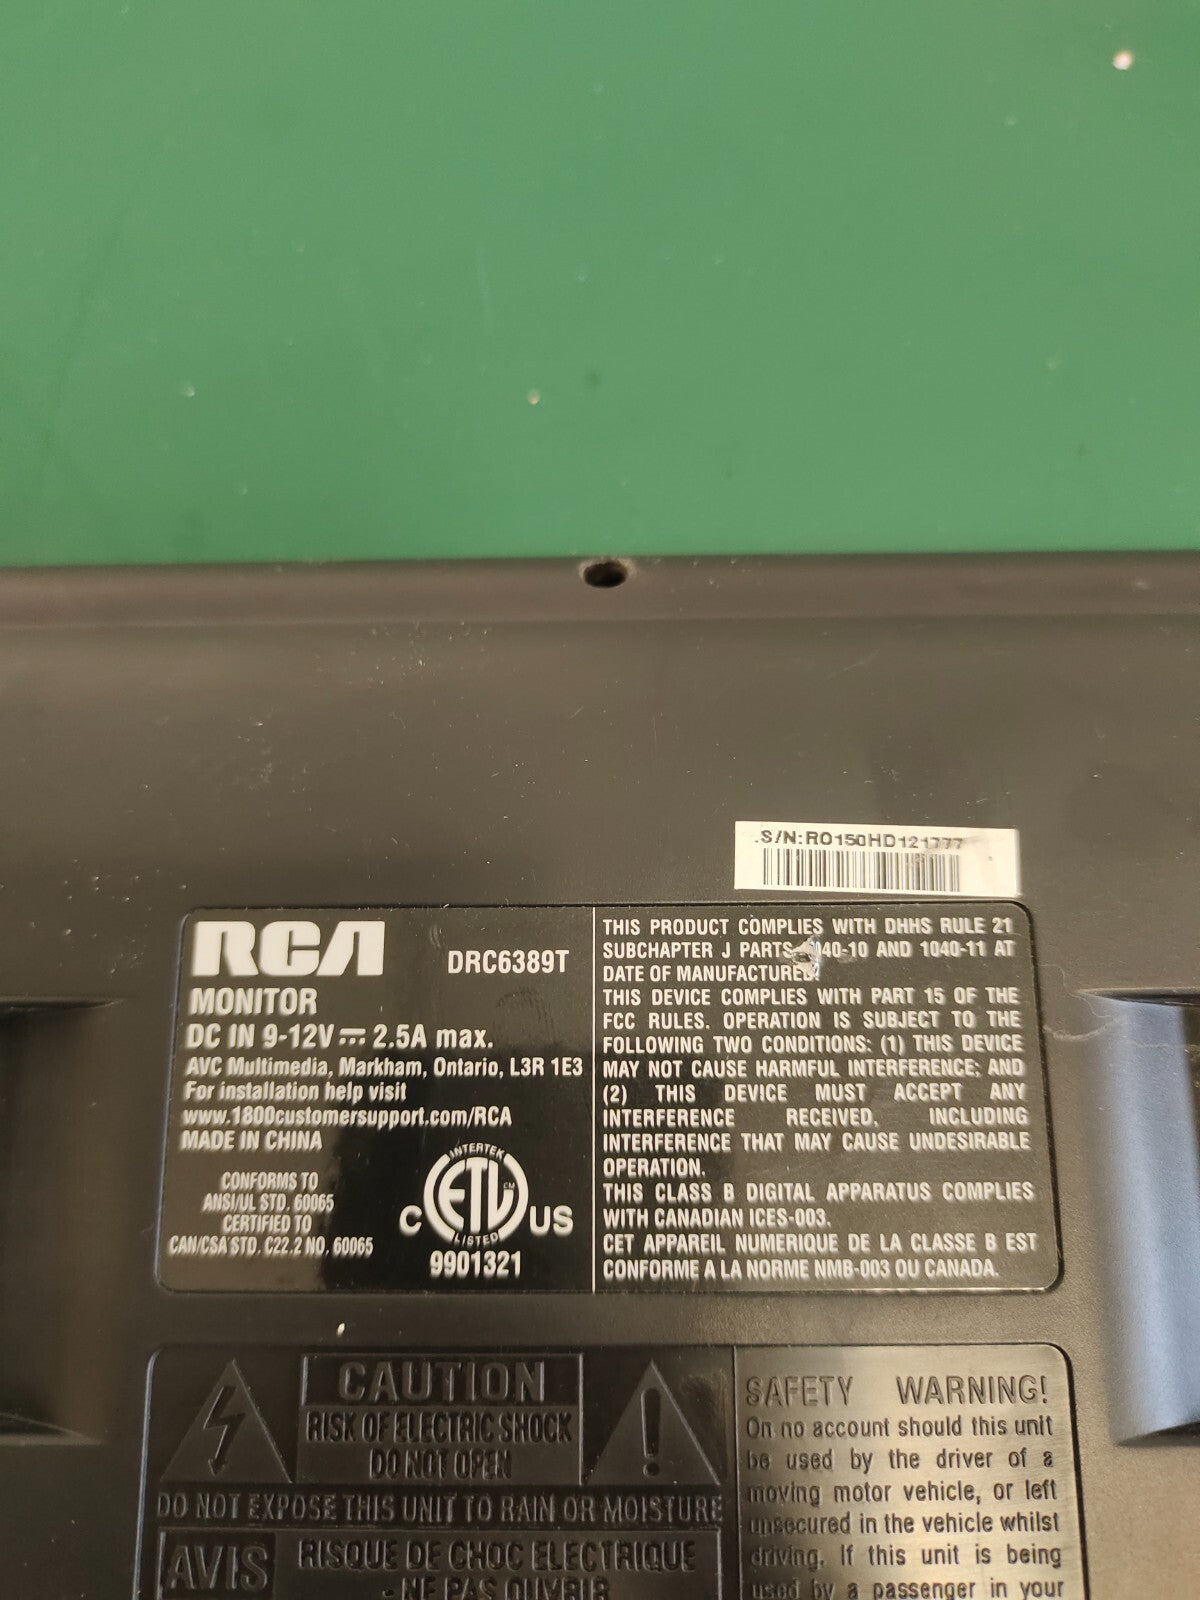 .S/N:RO150HD121777
RCA
DRC6389T
MONITOR
DC IN 9-12V⎓ 2.5A max.
AVC Multimedia, Markham, Ontario, L3R 1E3
For installation help visit
www.1800customersupport.com/RCA
MADE IN CHINA
CONFORMS TO
ANSI/UL STD. 60065
CERTIFIED TO
CAN/CSA STD. C22.2 NO. 60065
INTERTEK
C ETL CM US
LISTED
9901321
THIS PRODUCT COMPLIES WITH DHHS RULE 21
SUBCHAPTER J PARTS 040-10 AND 1040-11 AT
DATE OF MANUFACTURED.
THIS DEVICE COMPLIES WITH PART 15 OF THE
FCC RULES. OPERATION IS SUBJECT TO THE
FOLLOWING TWO CONDITIONS: (1) THIS DEVICE
MAY NOT CAUSE HARMFUL INTERFERENCE; AND
(2) THIS DEVICE MUST ACCEPT ANY
INTERFERENCE RECEIVED, INCLUDING
INTERFERENCE THAT MAY CAUSE UNDESIRABLE
OPERATION.
THIS CLASS B DIGITAL APPARATUS COMPLIES
WITH CANADIAN ICES-003.
CET APPAREIL NUMERIQUE DE LA CLASSE B EST
CONFORME A LA NORME NMB-003 OU CANADA.
CAUTION
RISK OF ELECTRIC SHOCK
DO NOT OPEN
!
DO NOT EXPOSE THIS UNIT TO RAIN OR MOISTURE
AVIS
RISQUE DE CHOC ELECTRIQUE
- NE PAS OUVRIR
SAFETY WARNING!
On no account should this unit
be used by the driver of a
moving motor vehicle, or left
unsecured in the vehicle whilst
driving. If this unit is being
used by a passenger in your